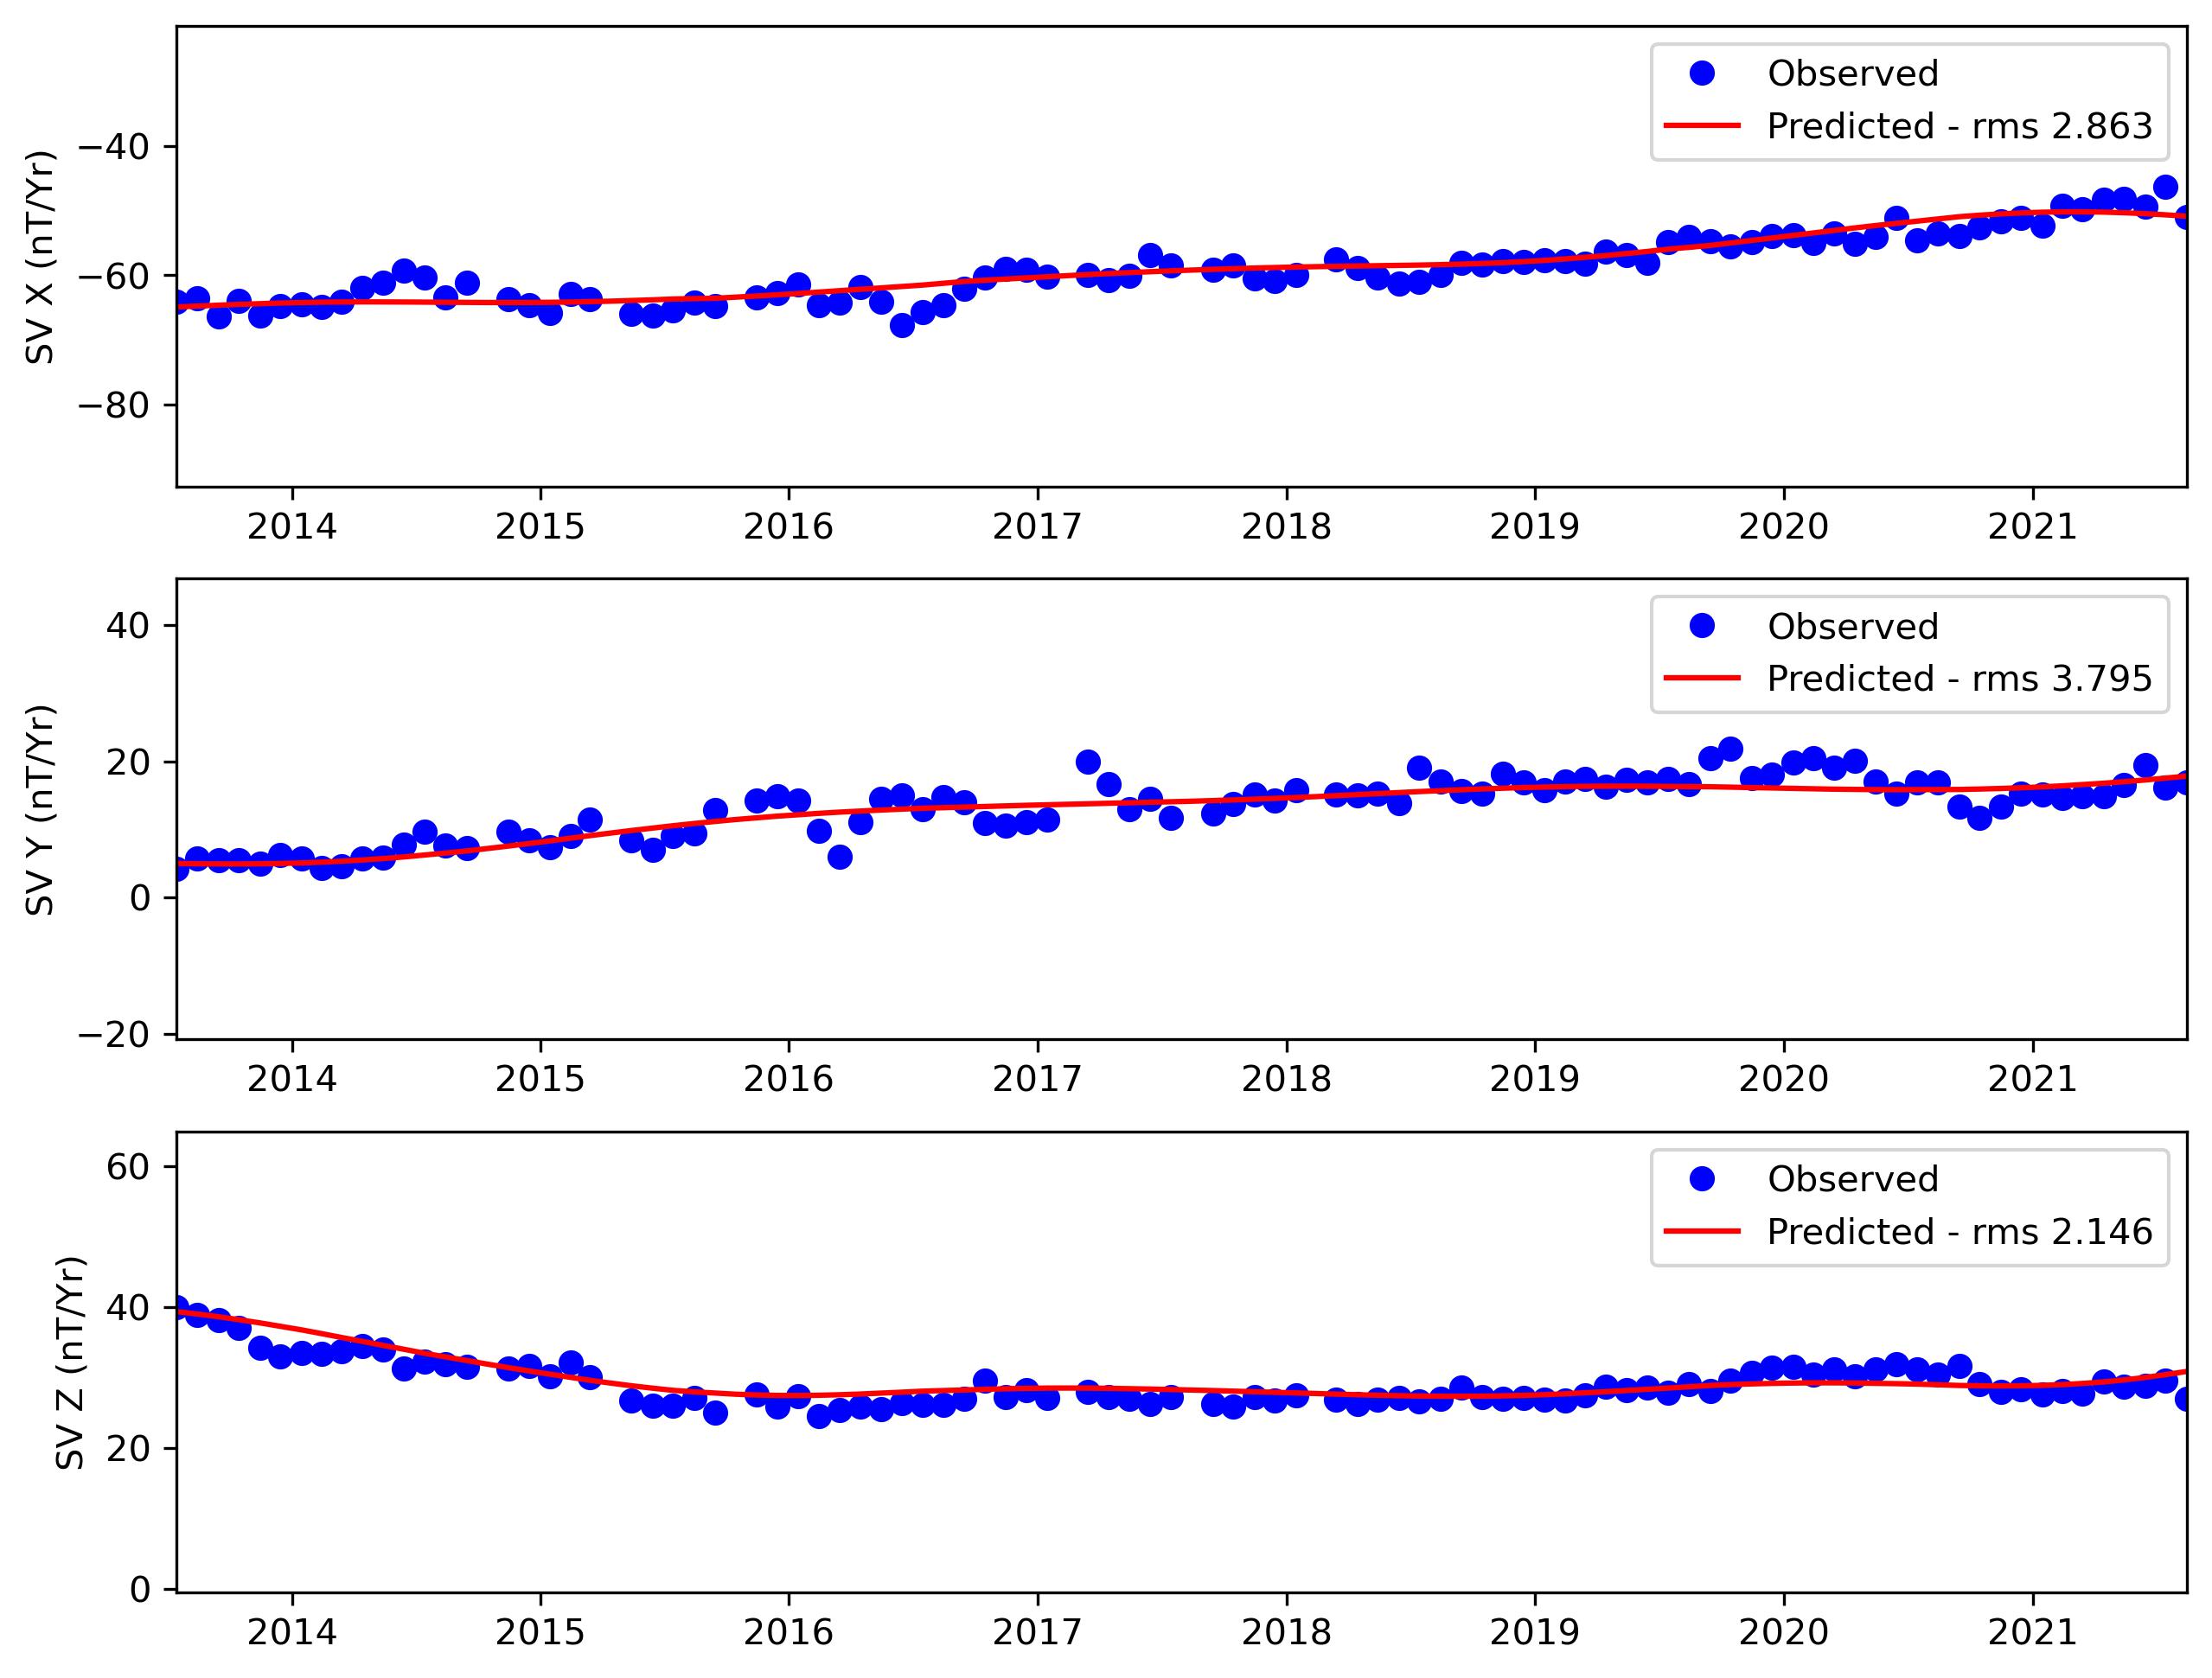 Observed
Predicted - rms 2.863
SV X (nT/Yr)
−40
−60
−80
2014 2015 2016 2017 2018 2019 2020 2021
Observed
Predicted - rms 3.795
SV Y (nT/Yr)
40
20
0
−20
2014 2015 2016 2017 2018 2019 2020 2021
Observed
Predicted - rms 2.146
SV Z (nT/Yr)
60
40
20
0
2014 2015 2016 2017 2018 2019 2020 2021